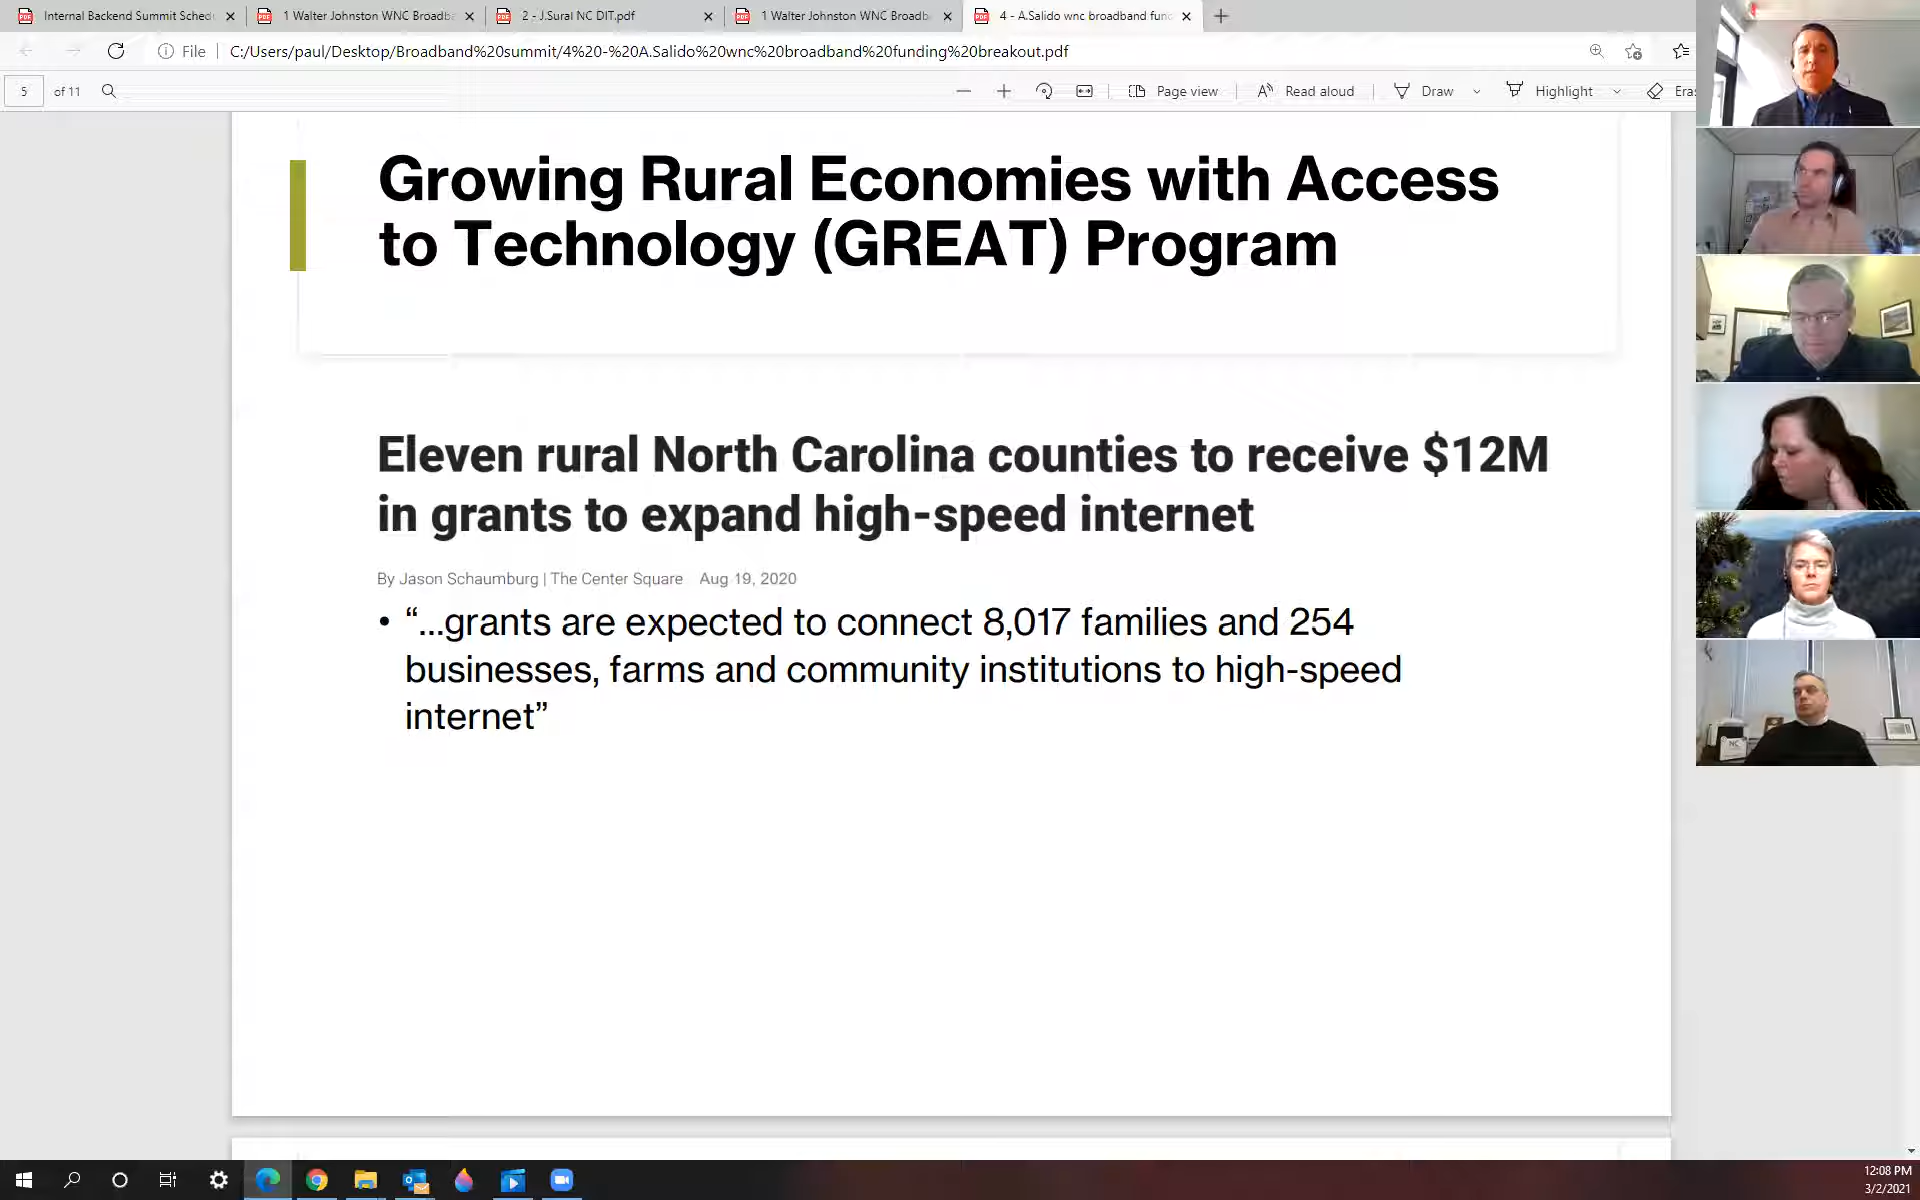 Internal Backend Summit Sched
1 Walter Johnston WNC Broadba
2 - J.Sural NC DIT.pdf
1 Walter Johnston WNC Broadb
4 - A.Salido wnc broadband fun
File
C:/Users/paul/Desktop/Broadband%20summit/4%20-%20A.Salido%20wnc%20broadband%20funding%20breakout.pdf
5 of 11
Page view
Read aloud
Draw
Highlight
Eras
Growing Rural Economies with Access
to Technology (GREAT) Program
Eleven rural North Carolina counties to receive $12M
in grants to expand high-speed internet
By Jason Schaumburg | The Center Square Aug 19, 2020
• “...grants are expected to connect 8,017 families and 254
businesses, farms and community institutions to high-speed
internet”
NC
12:08 PM
3/2/2021